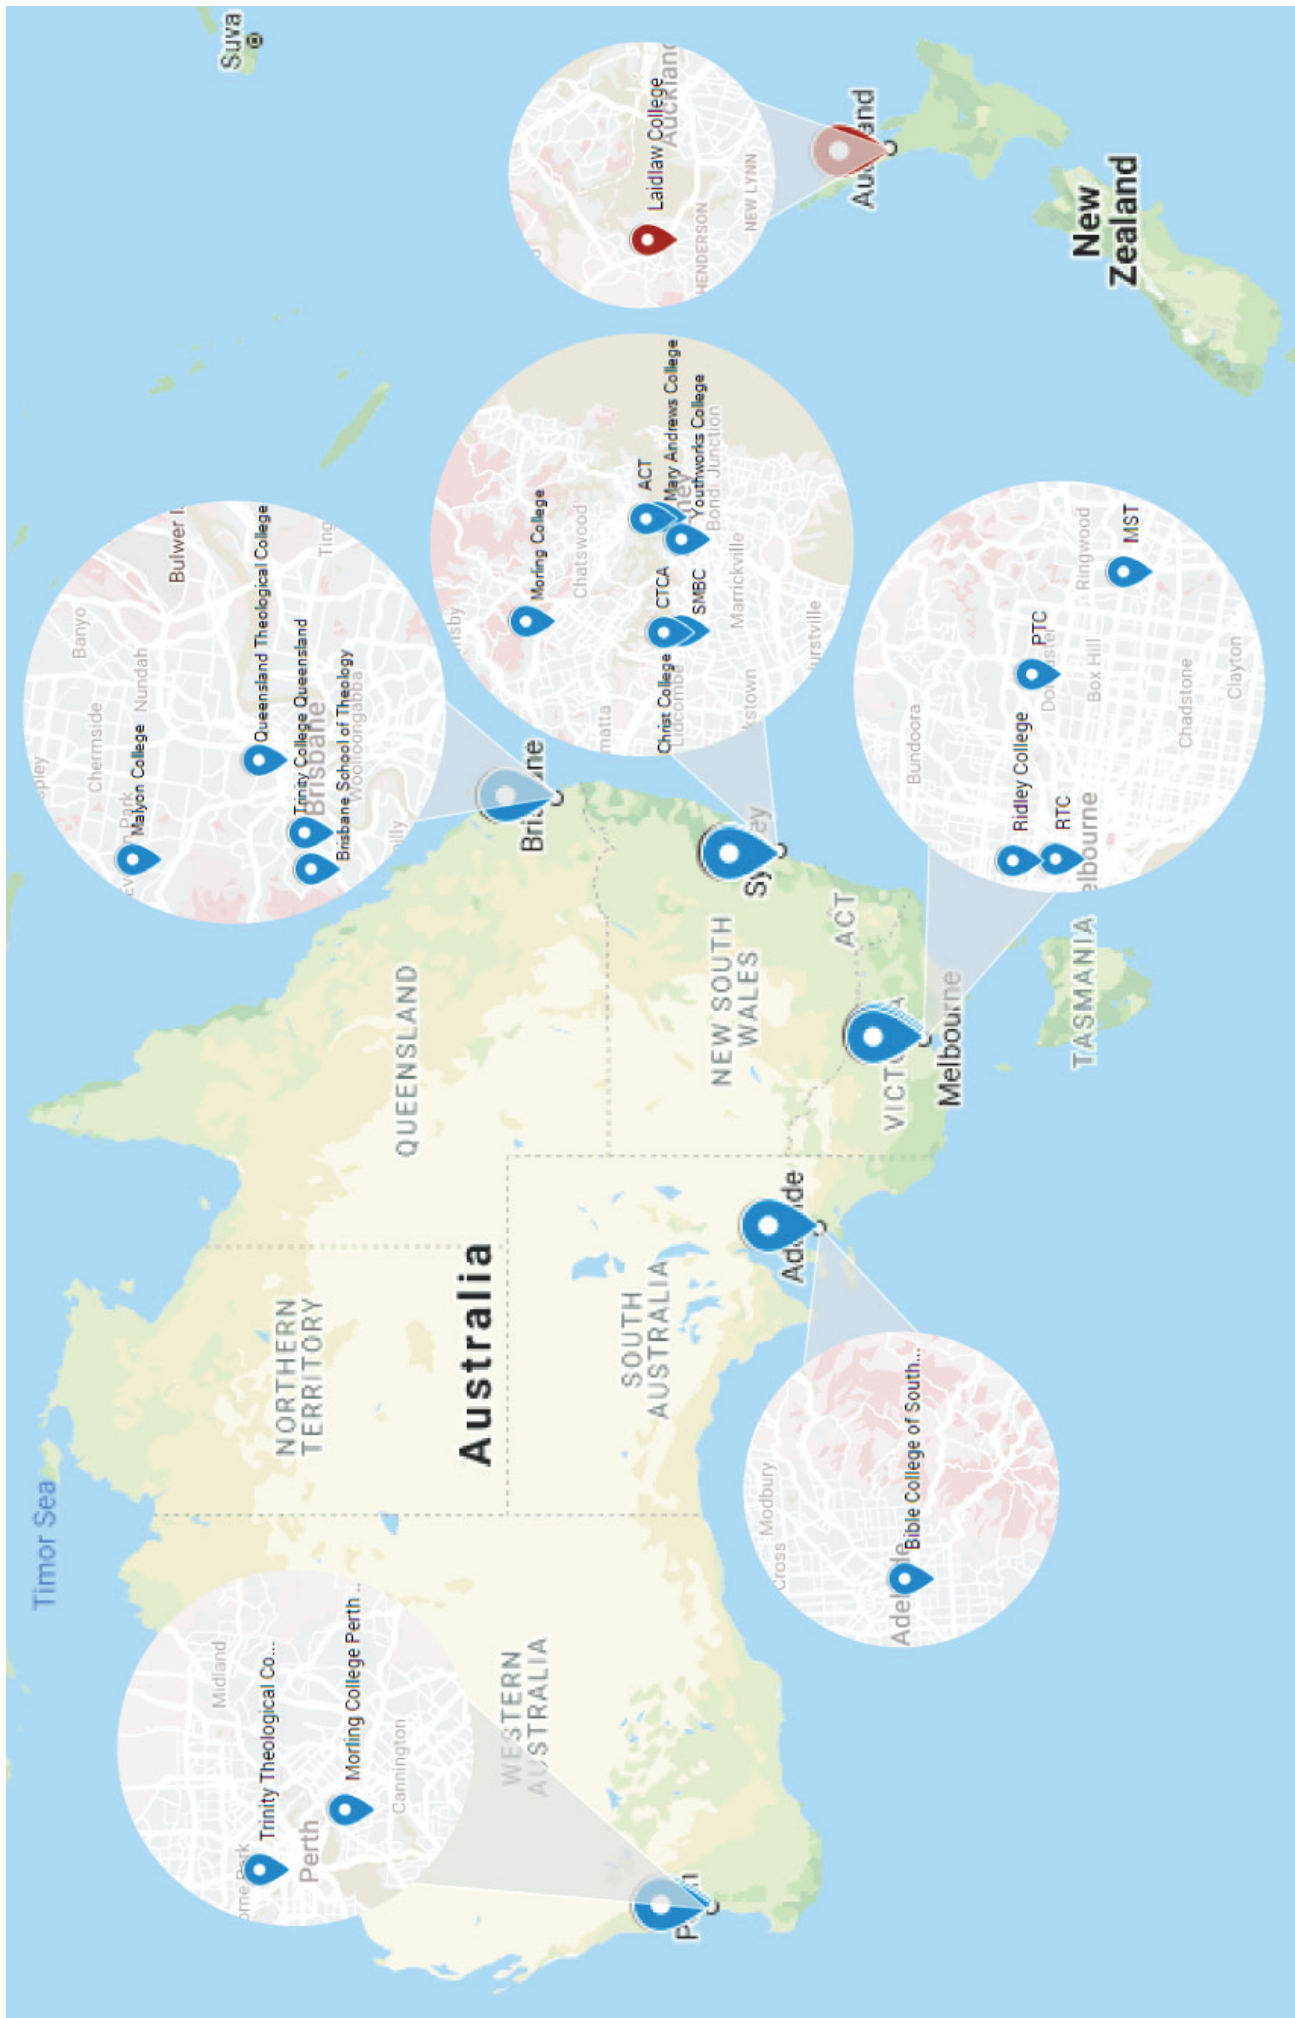 Timor Sea
Suva
Australia
NORTHERN
TERRITORY
QUEENSLAND
WESTERN
AUSTRALIA
SOUTH
AUSTRALIA
NEW SOUTH
WALES
ACT
TASMANIA
Melbourne
New
Zealand
Midland
Trinity Theological Co...
Perth
Morling College Perth ..
Cannington
Modbury
Cross
Bible College of South...
Banyo
Bulwer I
Chermside
Nundah
Malyon College
Queensland Theological College
Trinity College Queensland
Brisbane
Brisbane School of Theology
Woolloongabba
Morling College
Chatswood
ACT
Mary Andrews College
Youthworks College
Bondi Junction
CTCA
SMBC
Christ College
Lidcombe
Marrickville
Bundoora
Ridley College
RTC
PTC
MST
Ringwood
Box Hill
Chadstone
Clayton
Laidlaw College
Auckland
HENDERSON
NEW LYNN